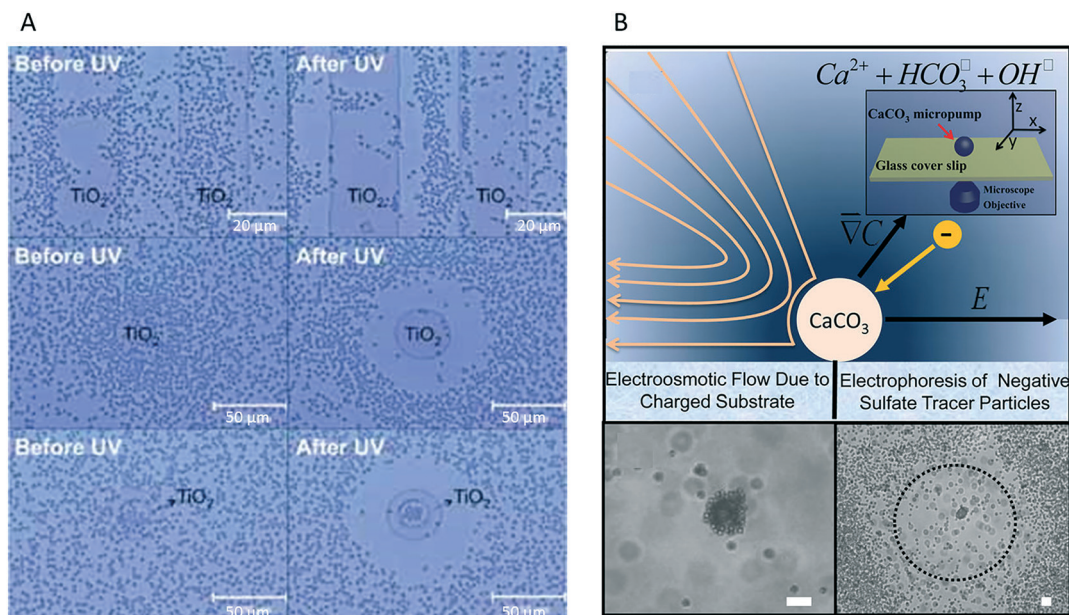 A
Before UV
After UV
TiO2
TiO2
20 µm
TiO2
TiO2
20 µm
Before UV
After UV
TiO2
TiO2
50 µm
50 µm
Before UV
After UV
TiO2
TiO2
50 µm
50 µm
B
Ca²⁺ + HCO₃□ + OH□
CaCO₃ micropump
z
x
y
Glass cover slip
Microscope
Objective
∇C
−
E
CaCO₃
Electroosmotic Flow Due to
Charged Substrate
Electrophoresis of Negative
Sulfate Tracer Particles